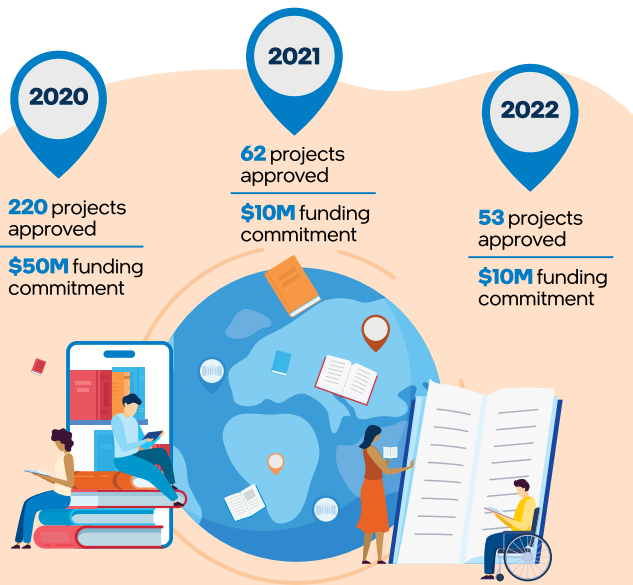 2020
220 projects
approved
$50M funding
commitment
2021
62 projects
approved
$10M funding
commitment
2022
53 projects
approved
$10M funding
commitment